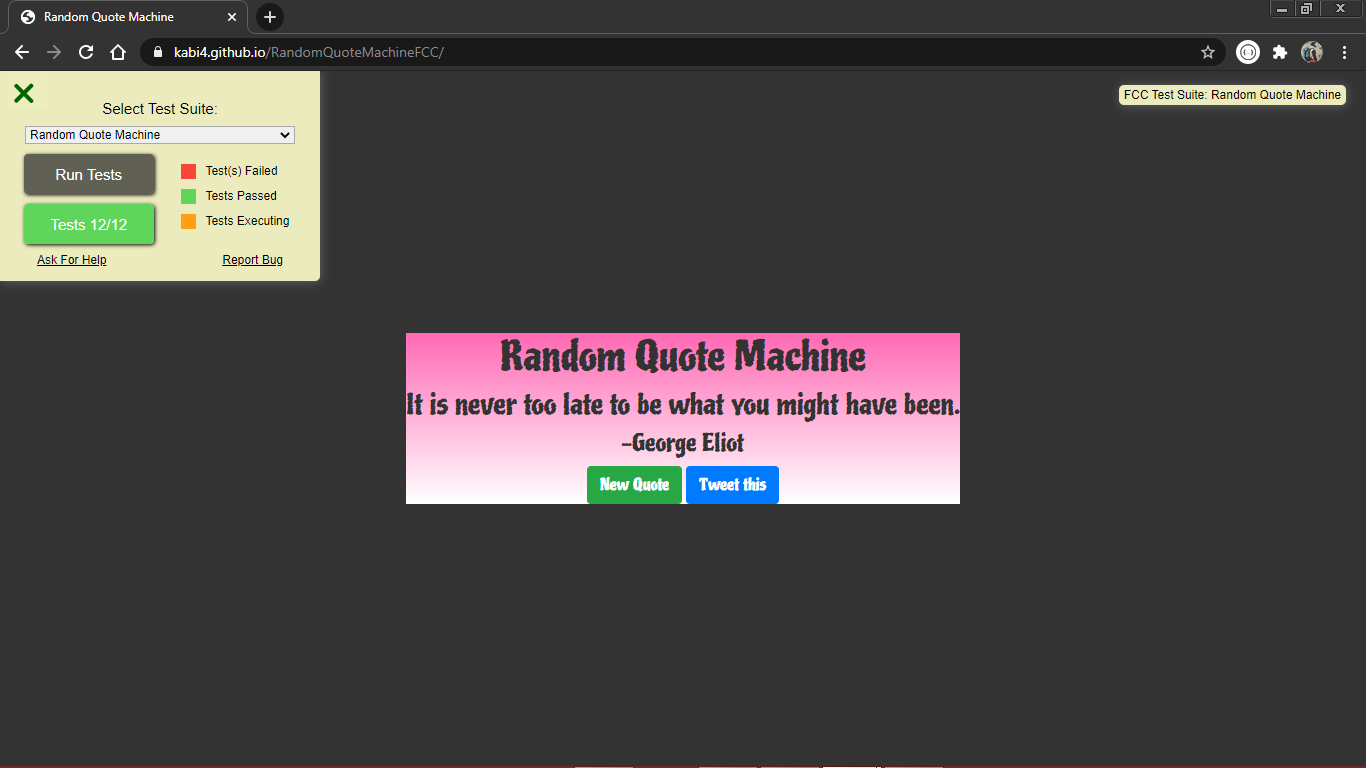 Random Quote Machine
kabi4.github.io/RandomQuoteMachineFCC/
Select Test Suite:
Random Quote Machine
Run Tests
Tests 12/12
Test(s) Failed
Tests Passed
Tests Executing
Ask For Help
Report Bug
FCC Test Suite: Random Quote Machine
Random Quote Machine
It is never too late to be what you might have been.
-George Eliot
New Quote
Tweet this